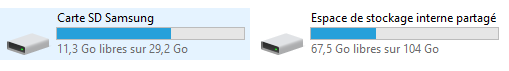 Carte SD Samsung
11,3 Go libres sur 29,2 Go
Espace de stockage interne partagé
67,5 Go libres sur 104 Go